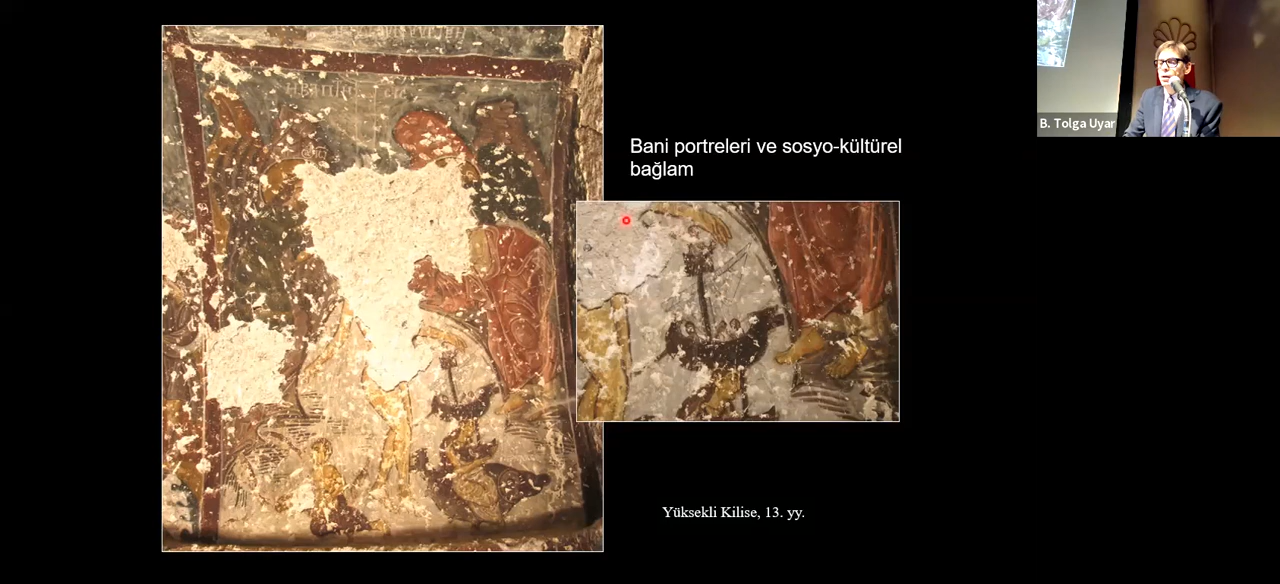 Bani portreleri ve sosyo-kültürel
bağlam
Yüksekli Kilise, 13. yy.
B. Tolga Uyar